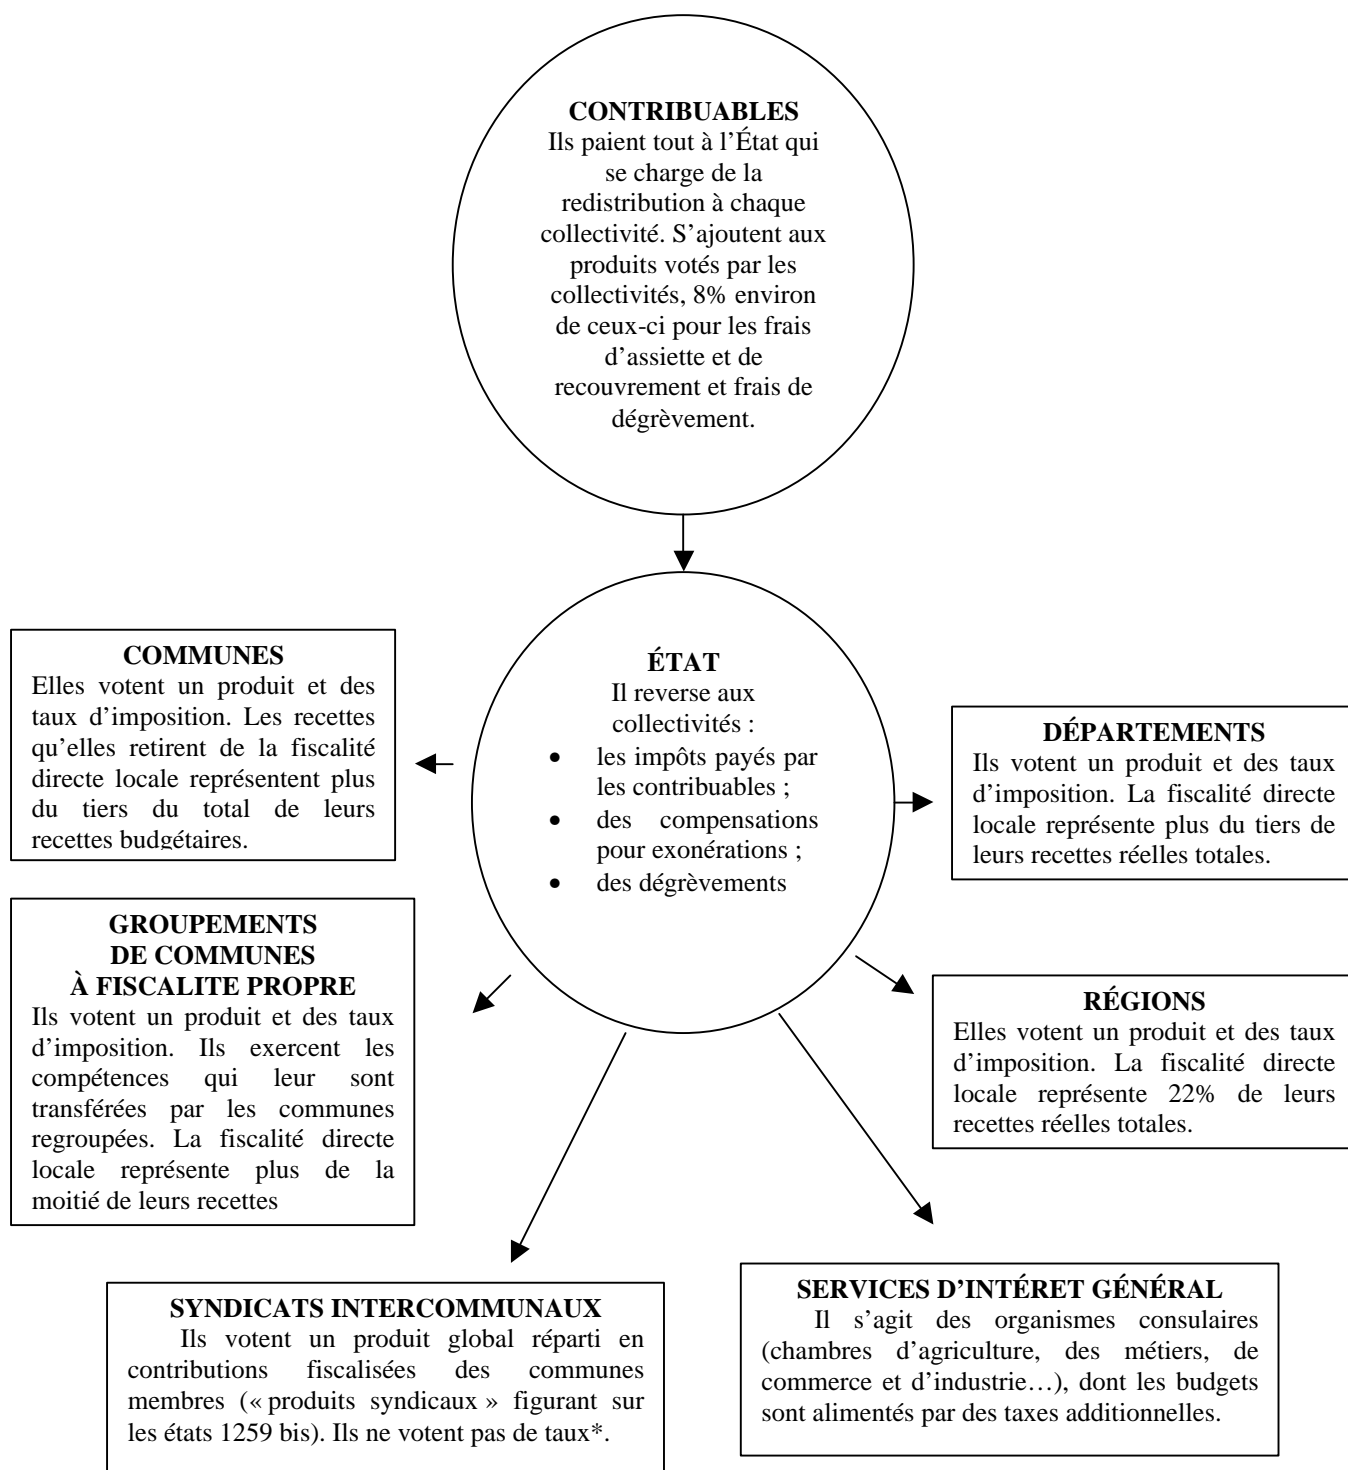 CONTRIBUABLES
Ils paient tout à l’État qui
se charge de la
redistribution à chaque
collectivité. S’ajoutent aux
produits votés par les
collectivités, 8% environ
de ceux-ci pour les frais
d’assiette et de
recouvrement et frais de
dégrèvement.
COMMUNES
Elles votent un produit et des
taux d’imposition. Les recettes
qu’elles retirent de la fiscalité
directe locale représentent plus
du tiers du total de leurs
recettes budgétaires.
ÉTAT
Il reverse aux
collectivités :
• les impôts payés par
les contribuables ;
• des compensations
pour exonérations ;
• des dégrèvements
DÉPARTEMENTS
Ils votent un produit et des taux
d’imposition. La fiscalité directe
locale représente plus du tiers de
leurs recettes réelles totales.
GROUPEMENTS
DE COMMUNES
À FISCALITE PROPRE
Ils votent un produit et des taux
d’imposition. Ils exercent les
compétences qui leur sont
transférées par les communes
regroupées. La fiscalité directe
locale représente plus de la
moitié de leurs recettes
RÉGIONS
Elles votent un produit et des taux
d’imposition. La fiscalité directe
locale représente 22% de leurs
recettes réelles totales.
SYNDICATS INTERCOMMUNAUX
Ils votent un produit global réparti en
contributions fiscalisées des communes
membres (« produits syndicaux » figurant sur
les états 1259 bis). Ils ne votent pas de taux*.
SERVICES D’INTÉRET GÉNÉRAL
Il s’agit des organismes consulaires
(chambres d’agriculture, des métiers, de
commerce et d’industrie…), dont les budgets
sont alimentés par des taxes additionnelles.